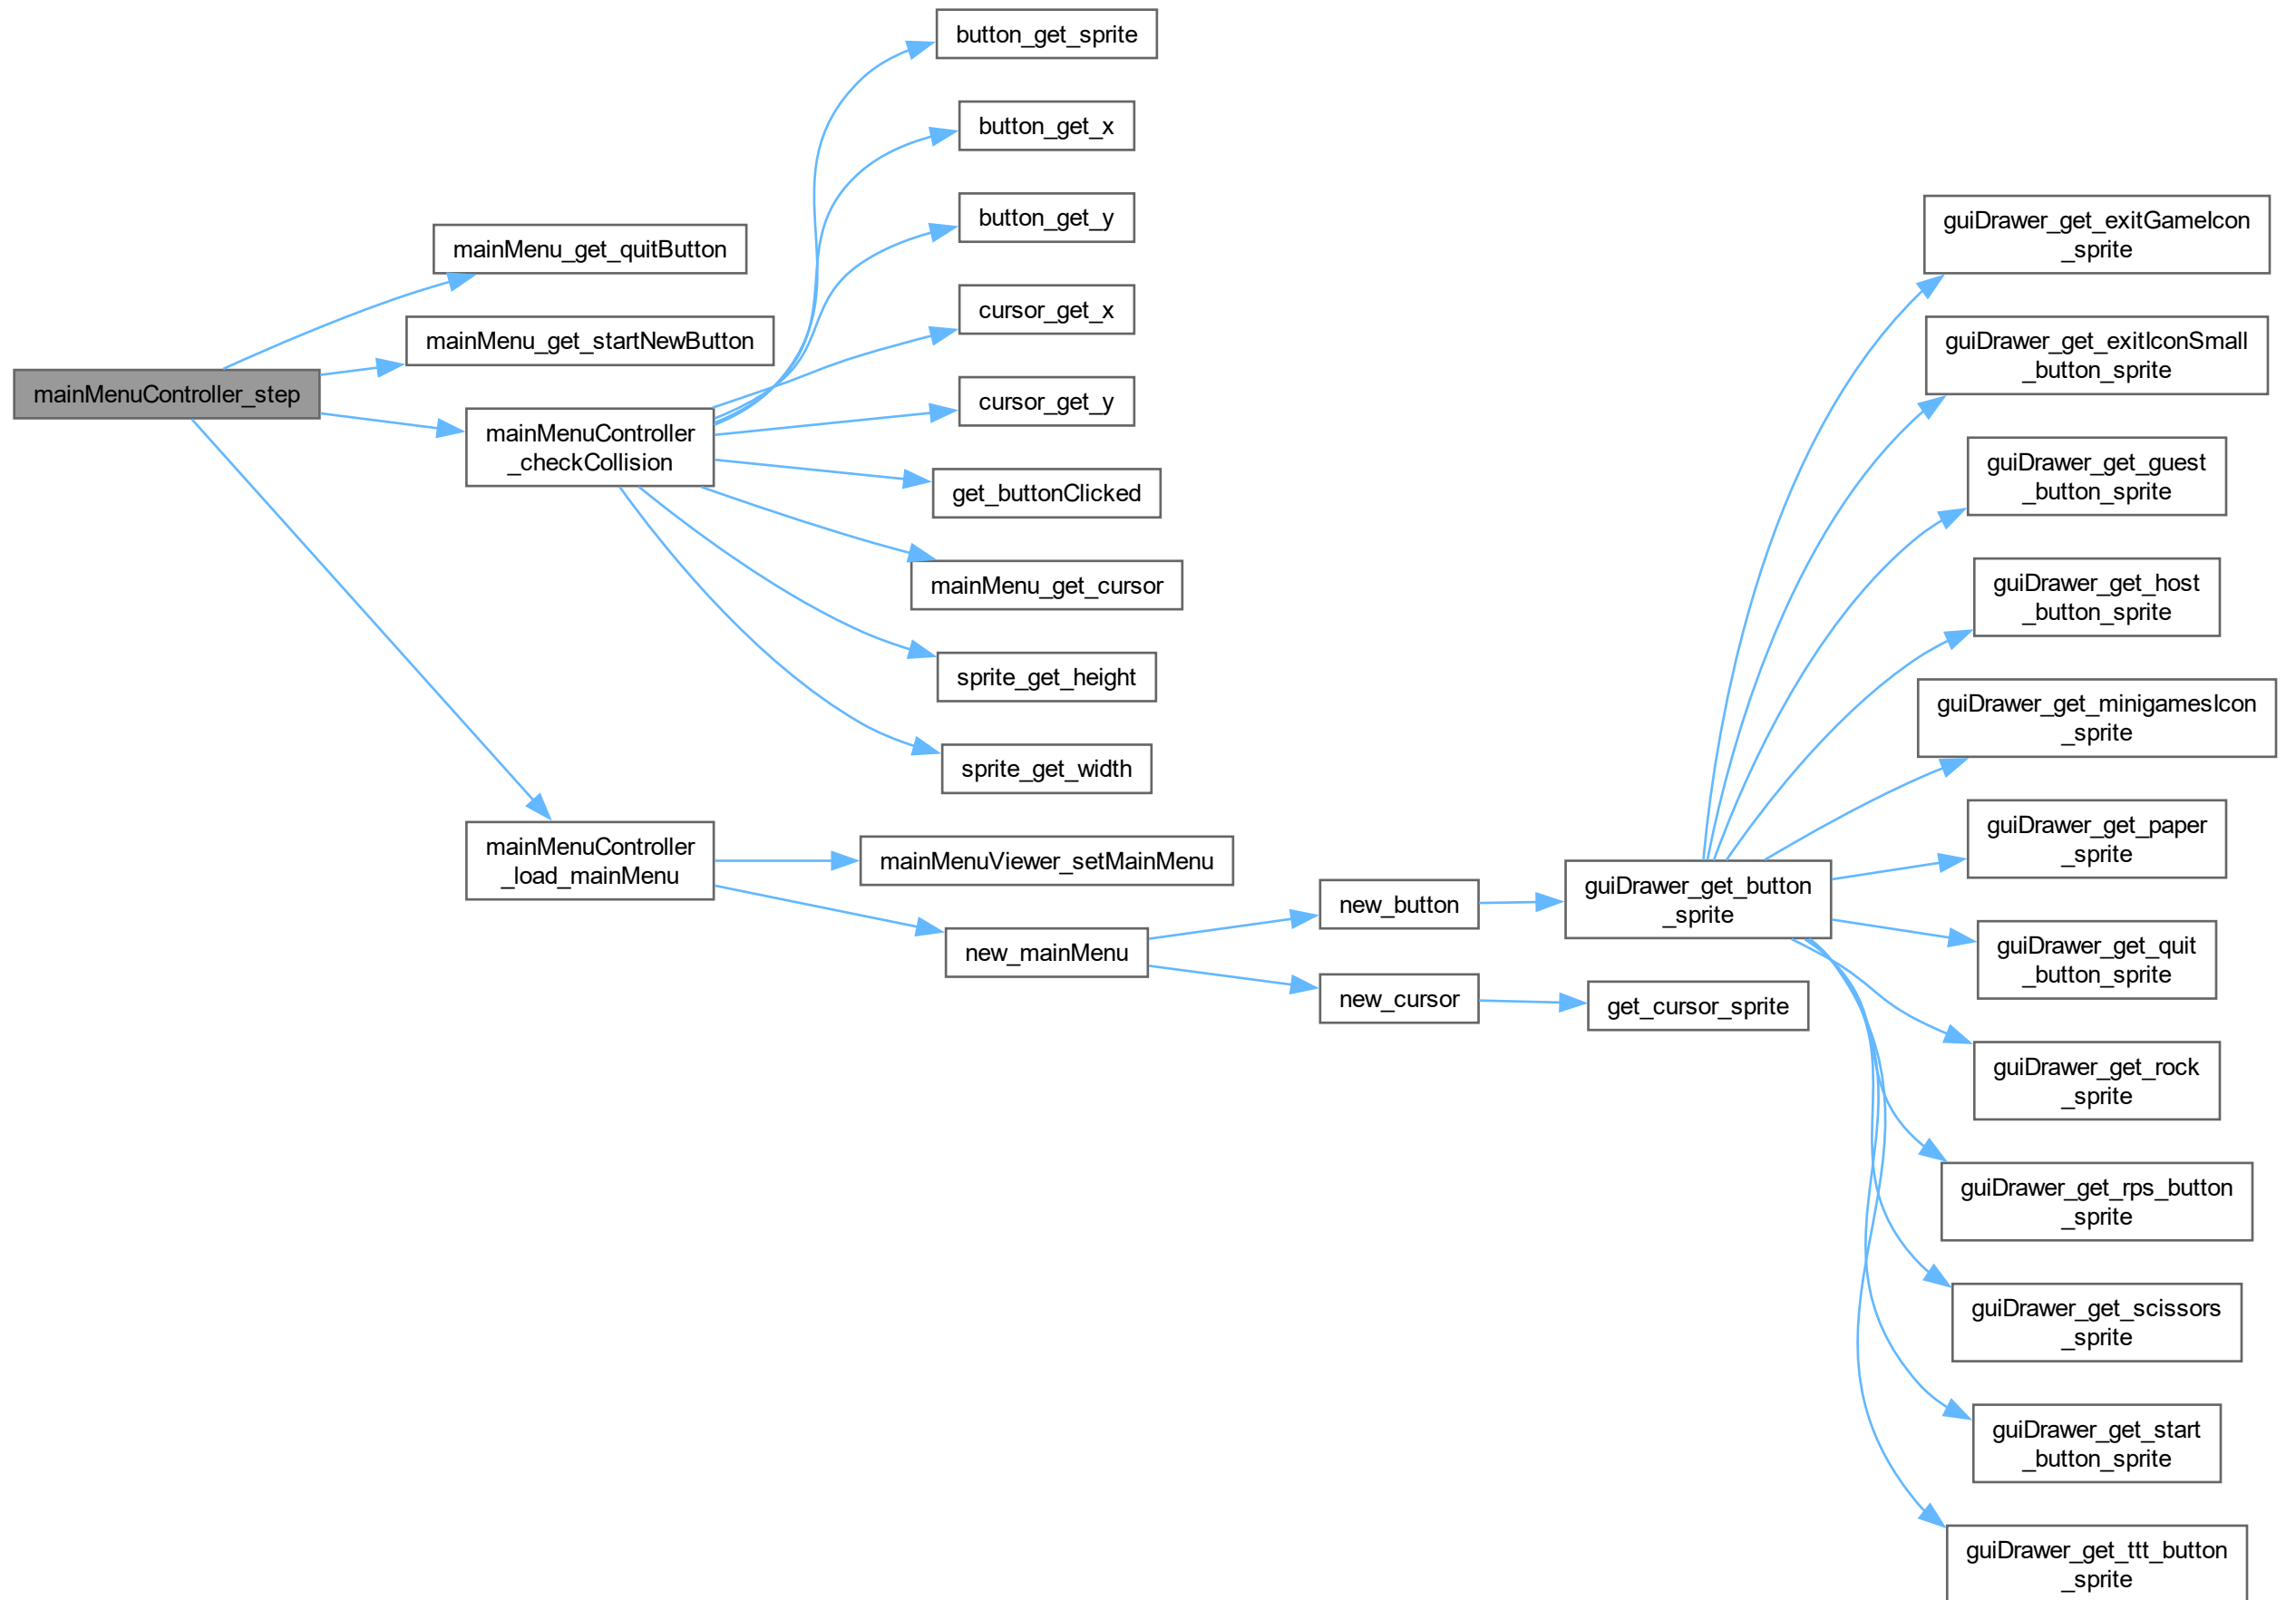 button_get_sprite
button_get_x
button_get_y
cursor_get_x
cursor_get_y
get_buttonClicked
mainMenu_get_cursor
sprite_get_height
sprite_get_width
mainMenu_get_quitButton
mainMenu_get_startNewButton
mainMenuController_step
mainMenuController
_checkCollision
mainMenuController
_load_mainMenu
mainMenuViewer_setMainMenu
new_mainMenu
new_button
new_cursor
guiDrawer_get_button
_sprite
get_cursor_sprite
guiDrawer_get_exitGameIcon
_sprite
guiDrawer_get_exitIconSmall
_button_sprite
guiDrawer_get_guest
_button_sprite
guiDrawer_get_host
_button_sprite
guiDrawer_get_minigamesIcon
_sprite
guiDrawer_get_paper
_sprite
guiDrawer_get_quit
_button_sprite
guiDrawer_get_rock
_sprite
guiDrawer_get_rps_button
_sprite
guiDrawer_get_scissors
_sprite
guiDrawer_get_start
_button_sprite
guiDrawer_get_ttt_button
_sprite